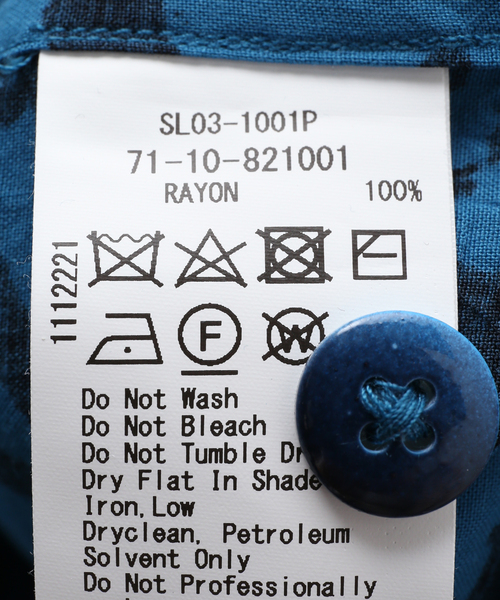 SL03-1001P
71-10-821001
RAYON 100%
1112221
F
W
Do Not Wash
Do Not Bleach
Do Not Tumble
Dry Flat In Shade
Iron,Low
Dryclean, Petroleum
Solvent Only
Do Not Professionally